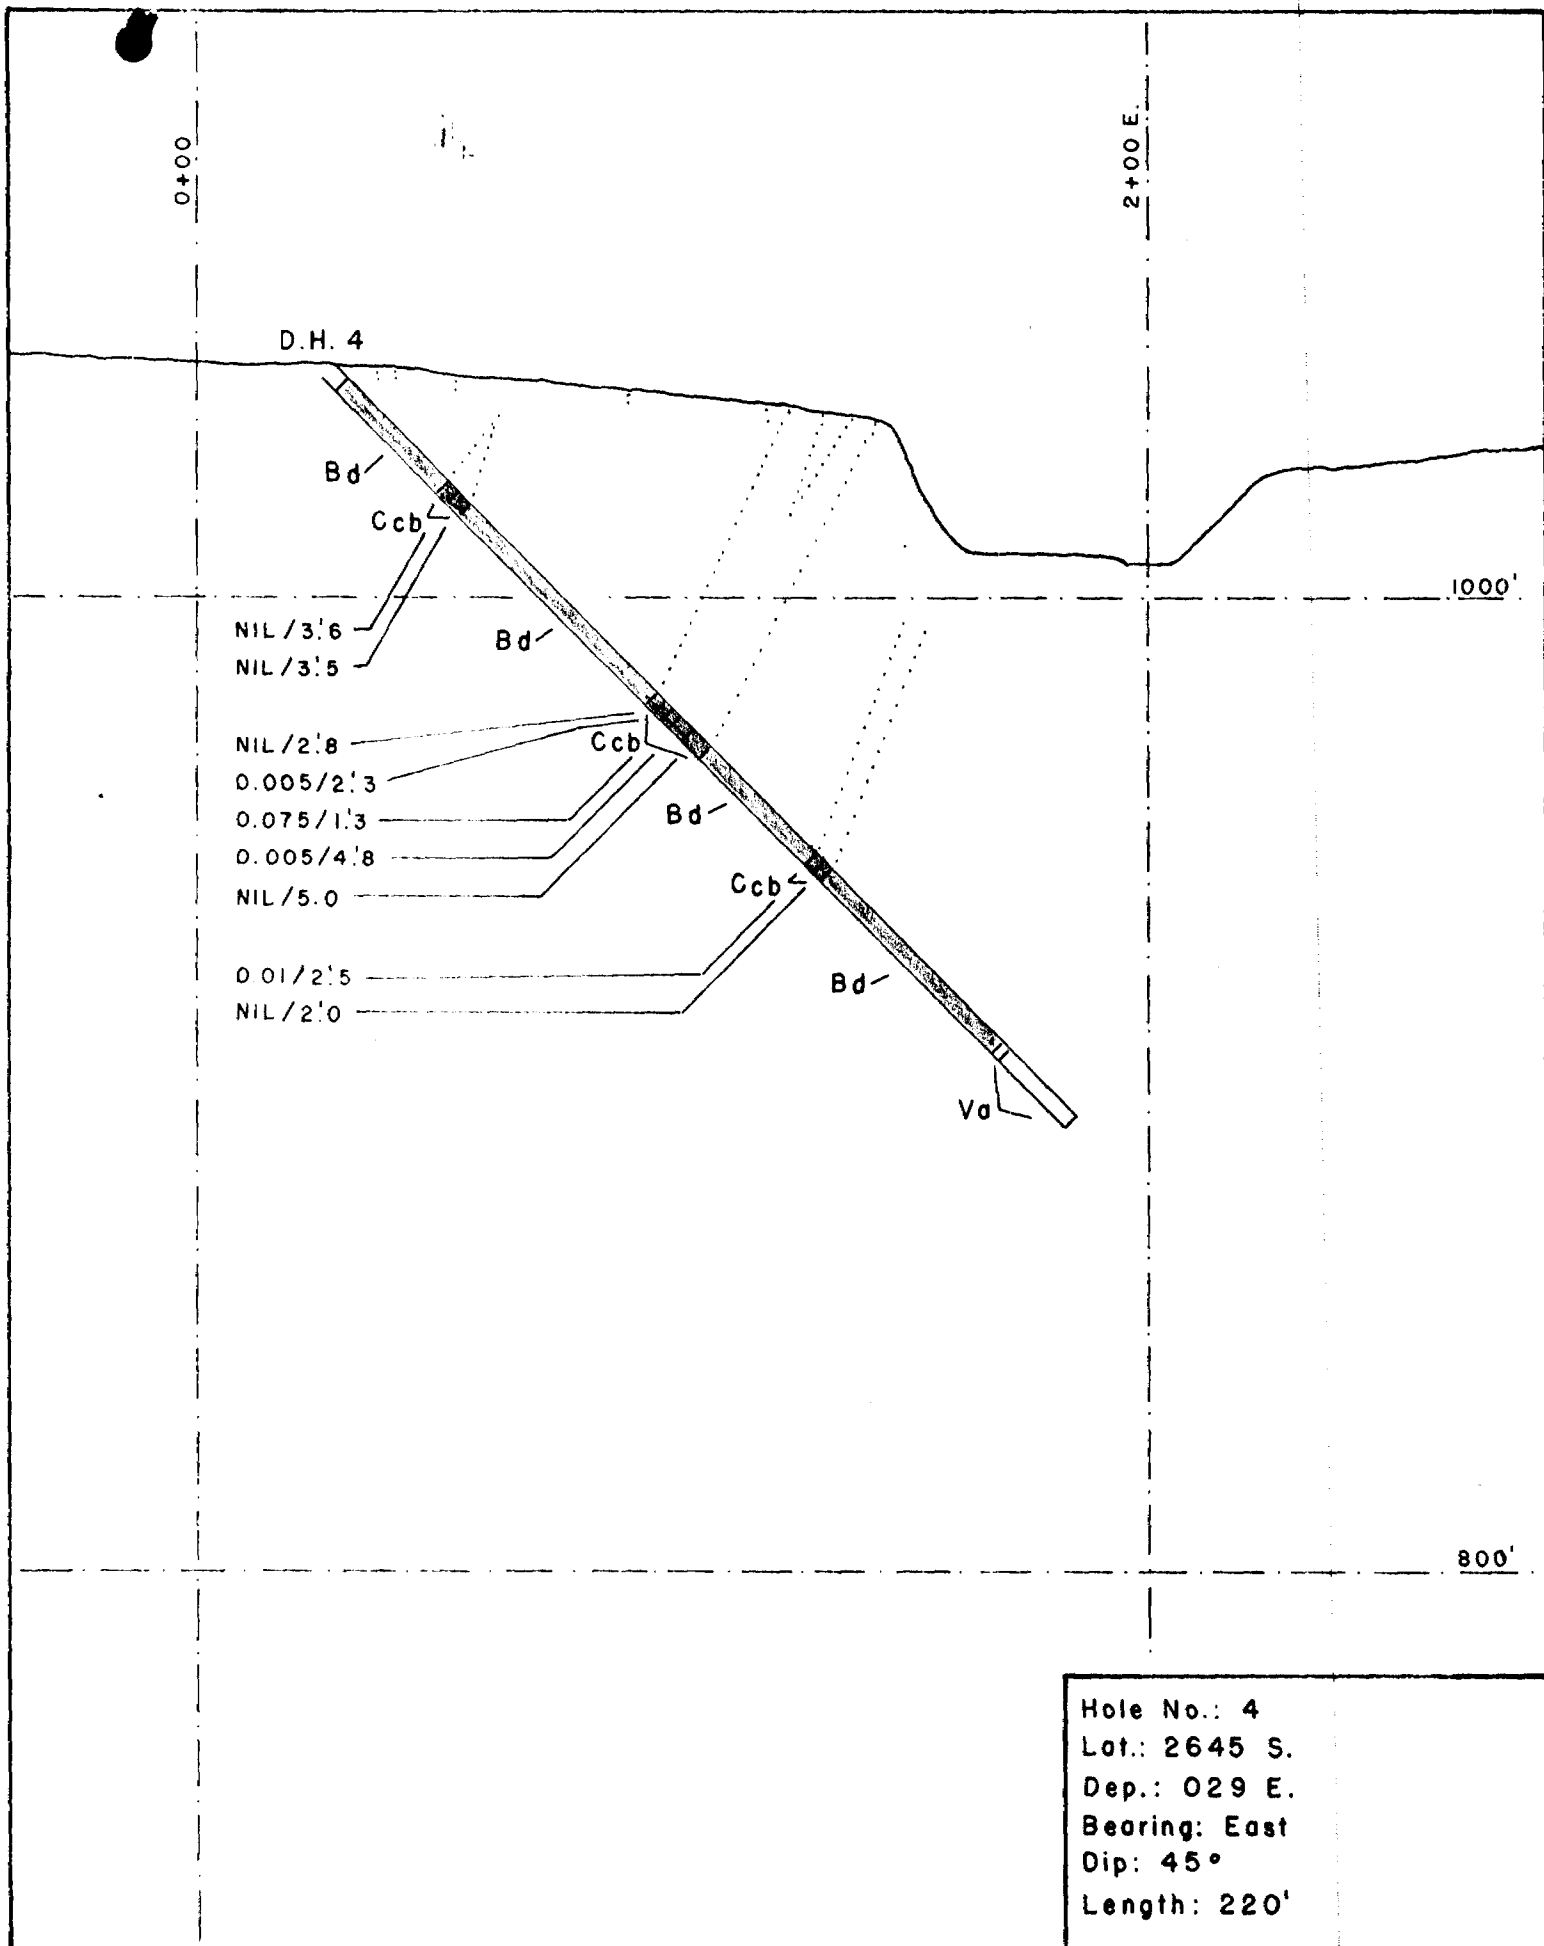 0+00
2+00 E.
D.H. 4
Bd
Ccb
1000'
NIL/3.'6
NIL/3.'5
Bd
NIL/2.'8
Ccb
0.005/2.'3
0.075/1.'3
Bd
0.005/4.'8
Ccb
NIL/5.0
0.01/2.'5
Bd
NIL/2.'0
Va
800'
Hole No.: 4
Lat.: 2645 S.
Dep.: 029 E.
Bearing: East
Dip: 45°
Length: 220'